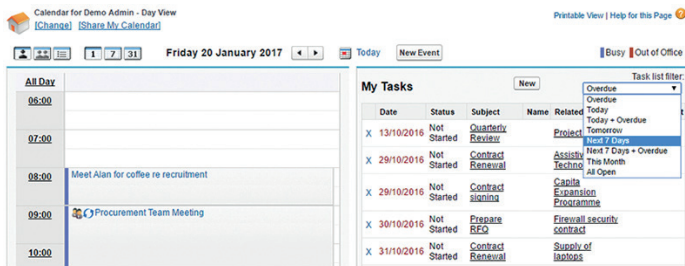 Calendar for Demo Admin - Day View
[Change] [Share My Calendar]
Printable View | Help for this Page ?
1 7 31 Friday 20 January 2017 Today New Event Busy Out of Office
All Day
06:00
07:00
08:00 Meet Alan for coffee re recruitment
09:00 Procurement Team Meeting
10:00
My Tasks New Task list filter:
Overdue
Overdue
Today
Today + Overdue
Tomorrow
Next 7 Days
Next 7 Days + Overdue
This Month
All Open
Date Status Subject Name Related
X 13/10/2016 Not Started Quarterly Review Project
X 29/10/2016 Not Started Contract Renewal Assistiv Techno
X 29/10/2016 Not Started Contract signing Capita Expansion Programme
X 30/10/2016 Not Started Prepare RFQ Firewall security contract
X 31/10/2016 Not Started Contract Renewal Supply of laptops